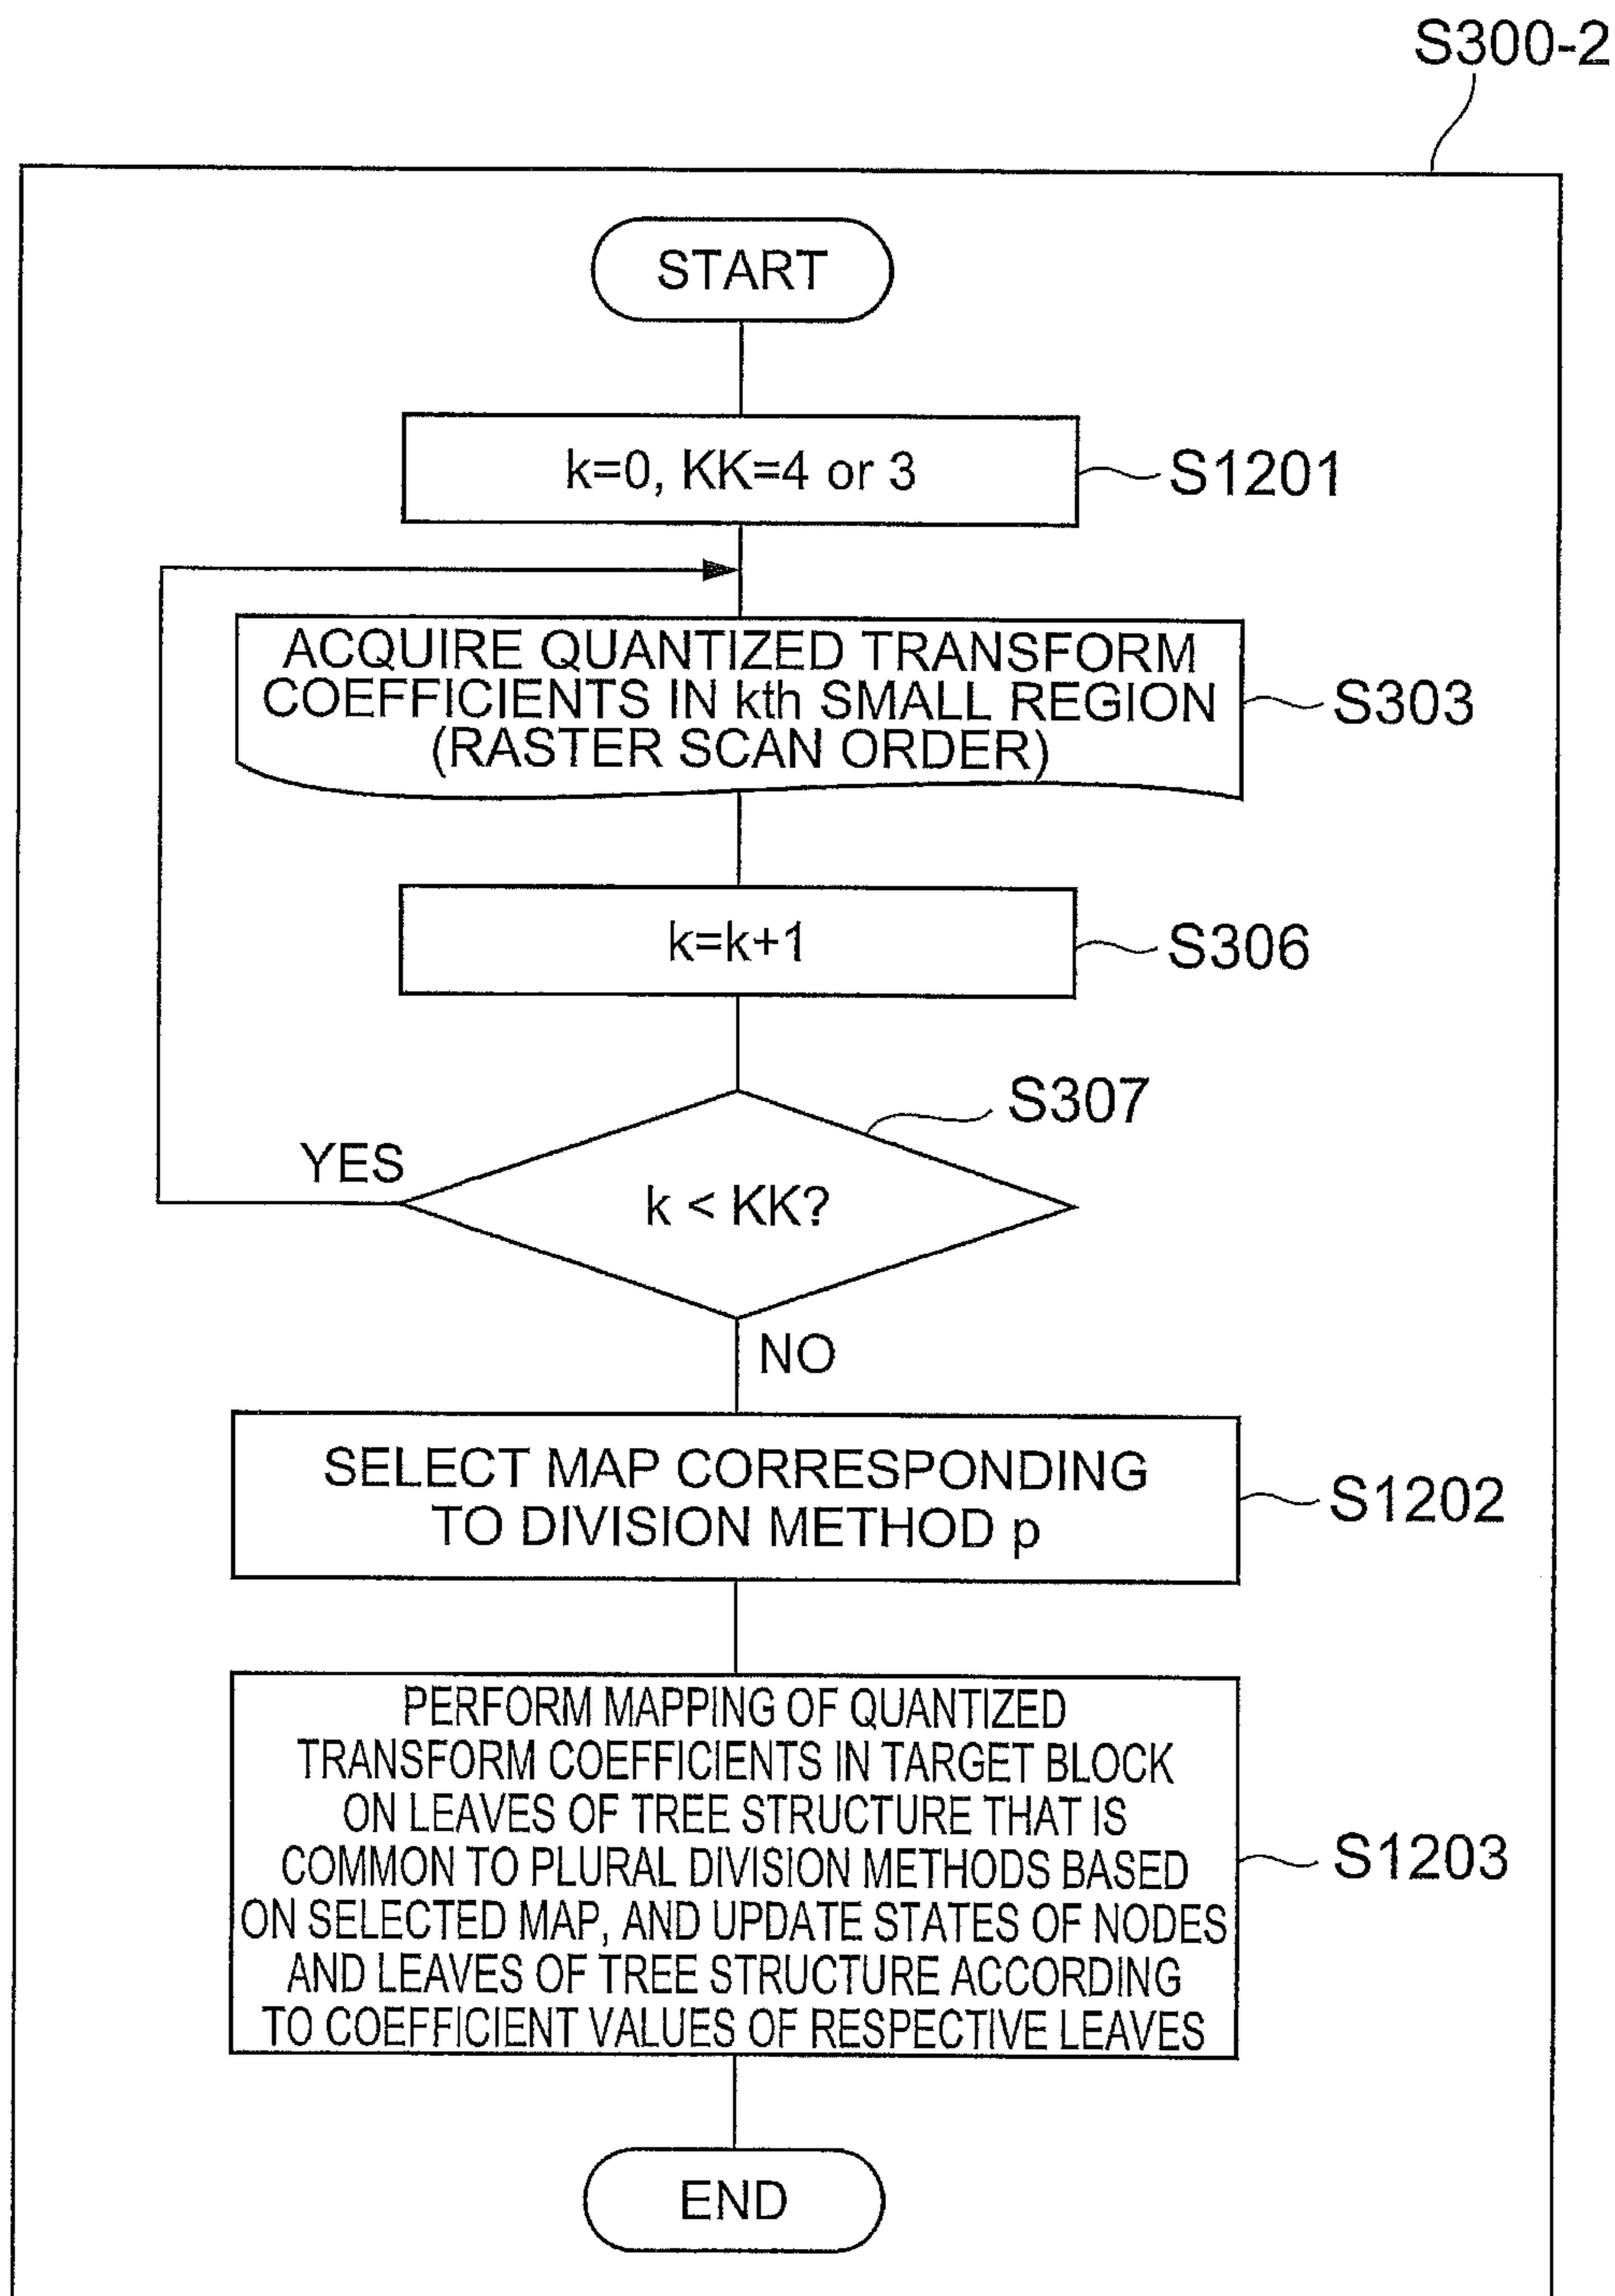 S300-2
START
k=0, KK=4 or 3
S1201
ACQUIRE QUANTIZED TRANSFORM
COEFFICIENTS IN kth SMALL REGION
(RASTER SCAN ORDER)
S303
k=k+1
S306
S307
YES
k < KK?
NO
SELECT MAP CORRESPONDING
TO DIVISION METHOD p
S1202
PERFORM MAPPING OF QUANTIZED
TRANSFORM COEFFICIENTS IN TARGET BLOCK
ON LEAVES OF TREE STRUCTURE THAT IS
COMMON TO PLURAL DIVISION METHODS BASED
ON SELECTED MAP, AND UPDATE STATES OF NODES
AND LEAVES OF TREE STRUCTURE ACCORDING
TO COEFFICIENT VALUES OF RESPECTIVE LEAVES
S1203
END